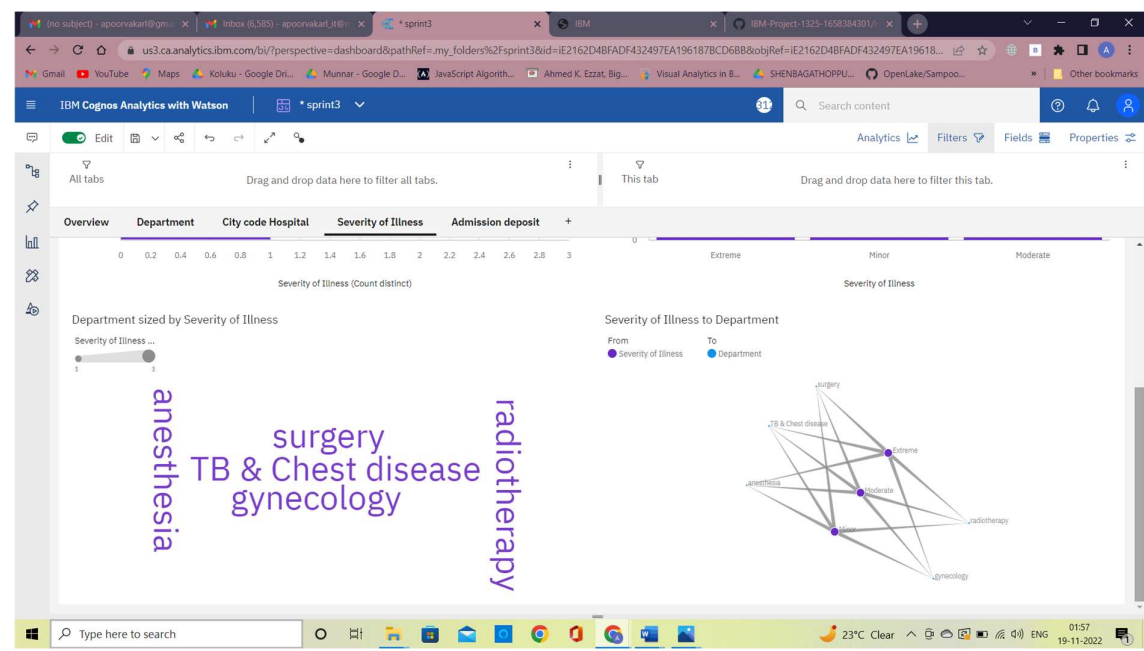 (no subject) - apoorvakarl@gma
Inbox (6,585) - apoorvakarl_it@
* sprint3
IBM
IBM-Project-1325-1658384301/
us3.ca.analytics.ibm.com/bi/?perspective=dashboard&pathRef=.my_folders%2Fsprint3&id=iE2162D4BFADF432497EA196187BCD6BB&objRef=iE2162D4BFADF432497EA19618...
Gmail YouTube Maps Koluku - Google Dri... Munnar - Google D... JavaScript Algorith... Ahmed K. Ezzat, Big... Visual Analytics in B... SHENBAGATHOPPU... OpenLake/Sampoo... » Other bookmarks
IBM Cognos Analytics with Watson
* sprint3
Search content
Edit
Analytics
Filters
Fields
Properties
All tabs
Drag and drop data here to filter all tabs.
This tab
Drag and drop data here to filter this tab.
Overview Department City code Hospital Severity of Illness Admission deposit +
0 0.2 0.4 0.6 0.8 1 1.2 1.4 1.6 1.8 2 2.2 2.4 2.6 2.8 3
Severity of Illness (Count distinct)
0
Extreme Minor Moderate
Severity of Illness
Department sized by Severity of Illness
Severity of Illness ...
anesthesia
surgery
TB & Chest disease
gynecology
radiotherapy
Severity of Illness to Department
From To
Severity of Illness Department
surgery
TB & Chest disease
Extreme
anesthesia
Moderate
radiotherapy
Minor
gynecology
Type here to search
23°C Clear
ENG
01:57
19-11-2022